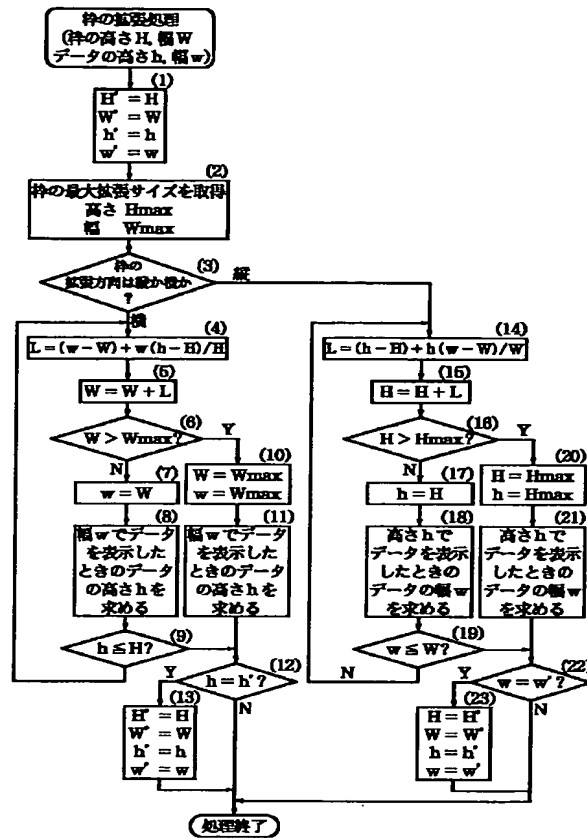 枠の拡張処理
(枠の高さH, 幅W
データの高さh, 幅w)
(1)
H' = H
W' = W
h' = h
w' = w
(2)
枠の最大拡張サイズを取得
高さ Hmax
幅 Wmax
(3)
枠の
拡張方向は縦か横か
?
縦
横
(4)
L=(w-W)+w(h-H)/H
(5)
W=W+L
(6)
W>Wmax?
Y
N
(7)
w=W
(8)
幅wでデータ
を表示した
ときのデータ
の高さhを
求める
(9)
h≤H?
(10)
W=Wmax
w=Wmax
(11)
幅wでデータ
を表示した
ときのデータ
の高さhを
求める
(12)
h=h'?
Y
N
(13)
H'=H
W'=W
h'=h
w'=w
(14)
L=(h-H)+h(w-W)/W
(15)
H=H+L
(16)
H>Hmax?
Y
N
(17)
h=H
(18)
高さhで
データを表示
したときの
データの幅w
を求める
(19)
w≤W?
N
(20)
H=Hmax
h=Hmax
(21)
高さhで
データを表示
したときの
データの幅w
を求める
(22)
w=w'?
Y
N
(23)
H=H'
W=W'
h=h'
w=w'
処理終了